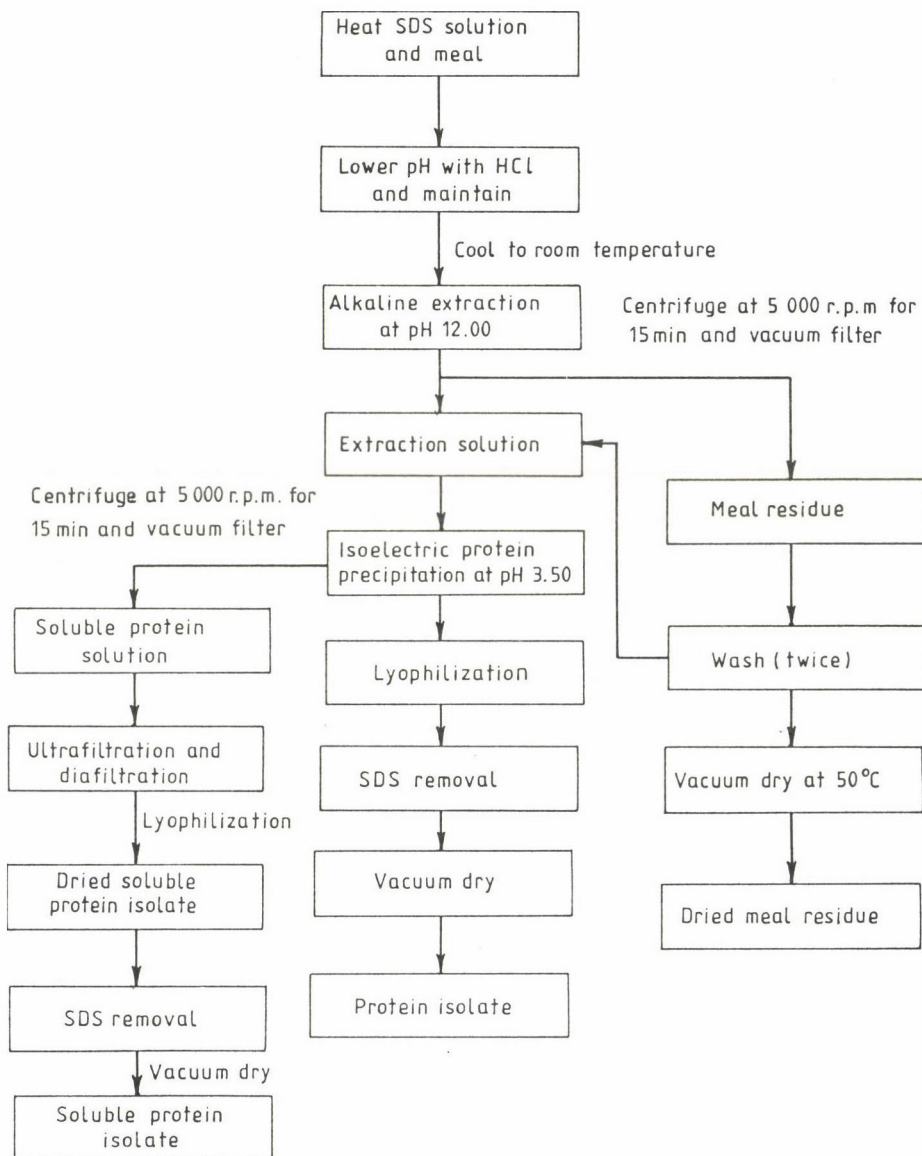 Heat SDS solution
and meal
Lower pH with HCl
and maintain
Cool to room temperature
Alkaline extraction
at pH 12.00
Centrifuge at 5 000 r.p.m for
15 min and vacuum filter
Extraction solution
Meal residue
Centrifuge at 5 000 r.p.m. for
15 min and vacuum filter
Isoelectric protein
precipitation at pH 3.50
Soluble protein
solution
Lyophilization
Wash (twice)
Ultrafiltration and
diafiltration
SDS removal
Vacuum dry at 50°C
Lyophilization
Dried soluble
protein isolate
Vacuum dry
Dried meal residue
SDS removal
Protein isolate
Vacuum dry
Soluble protein
isolate